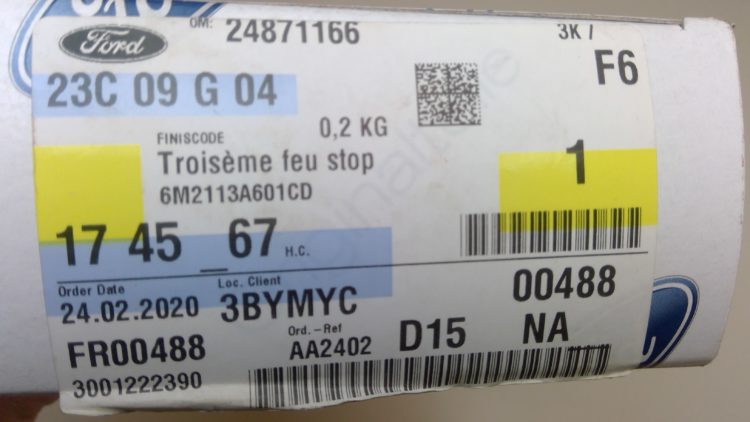 Ford
OM: 24871166
3K /
F6
23C 09 G 04
FINISCODE
0,2 KG
Troisème feu stop
6M2113A601CD
1
17 45 _67 H.C.
Order Date
Loc. Client
24.02.2020
3BYMYC
00488
Ord.-Ref
FR00488
AA2402
D15
NA
3001222390